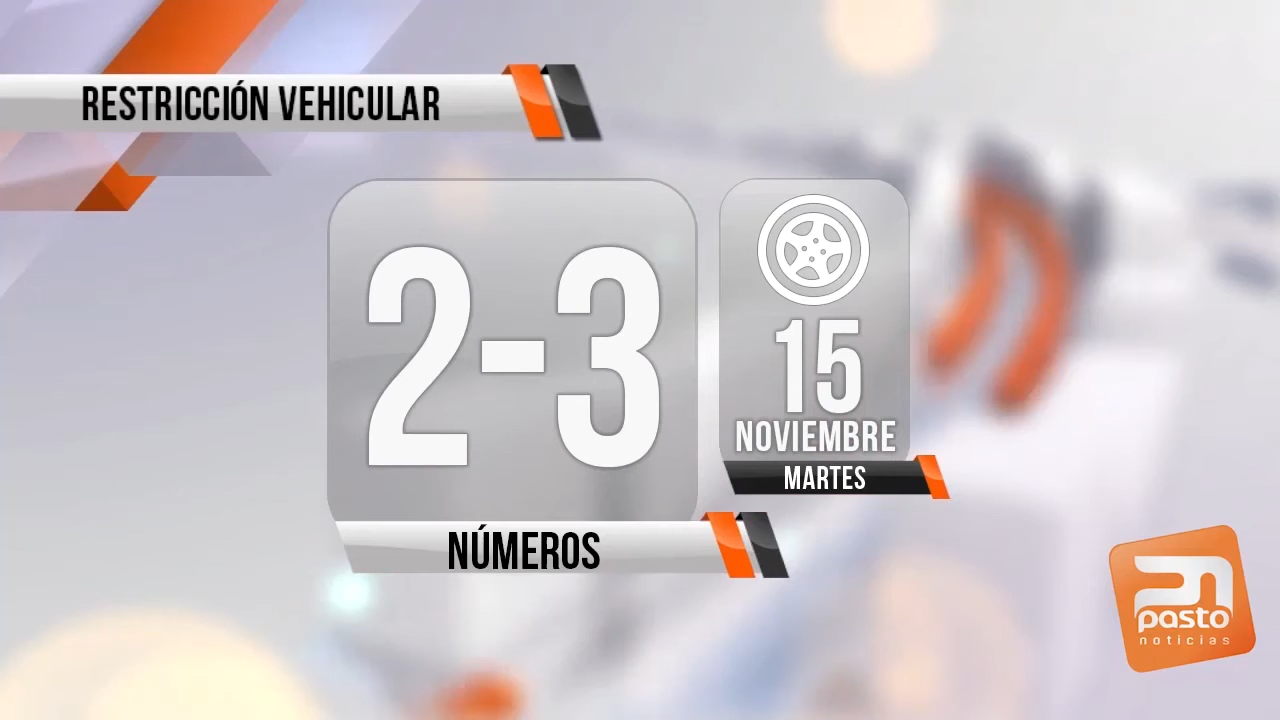 RESTRICCIÓN VEHICULAR
2-3
NÚMEROS
15
NOVIEMBRE
MARTES
pasto
noticias